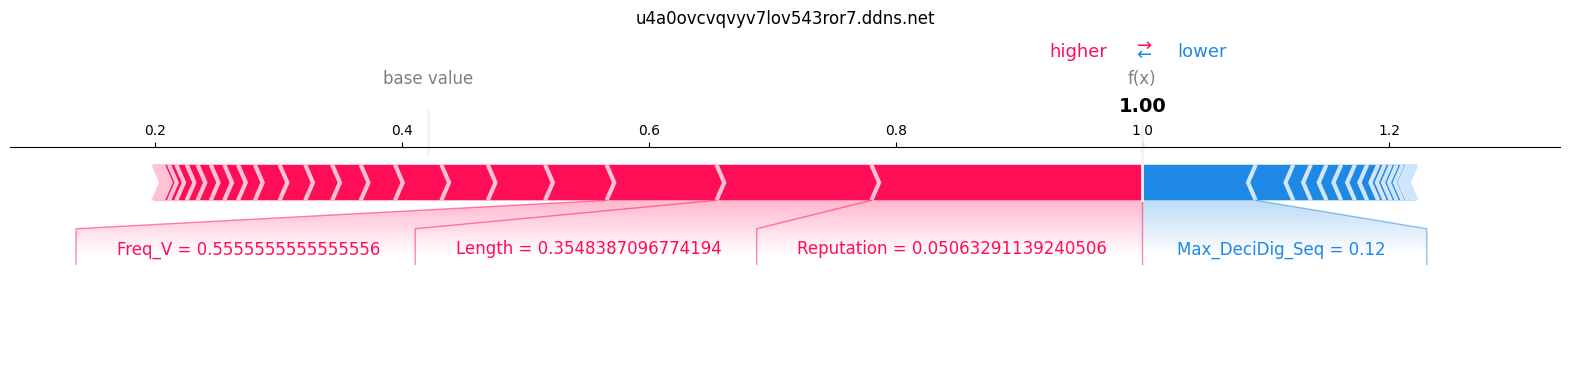 u4a0ovcvqvyv7lov543ror7.ddns.net
higher ⇄ lower
base value f(x)
1.00
0.2 0.4 0.6 0.8 1.0 1.2
Freq_V = 0.5555555555555556 Length = 0.3548387096774194 Reputation = 0.05063291139240506 Max_DeciDig_Seq = 0.12